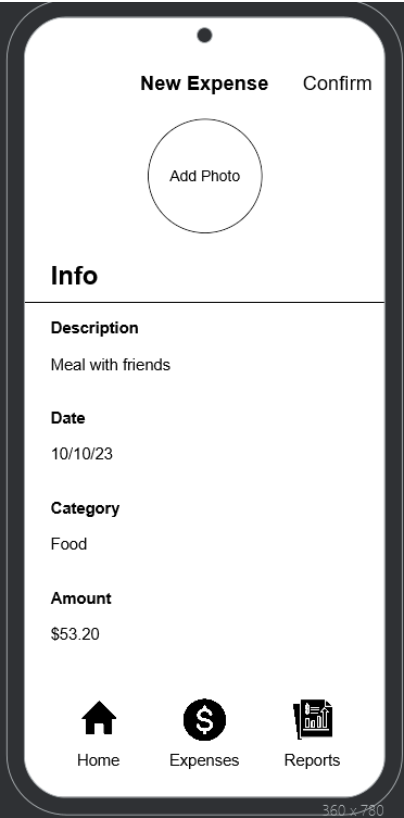 New Expense Confirm
Add Photo
Info
Description
Meal with friends
Date
10/10/23
Category
Food
Amount
$53.20
Home Expenses Reports
360 x 780